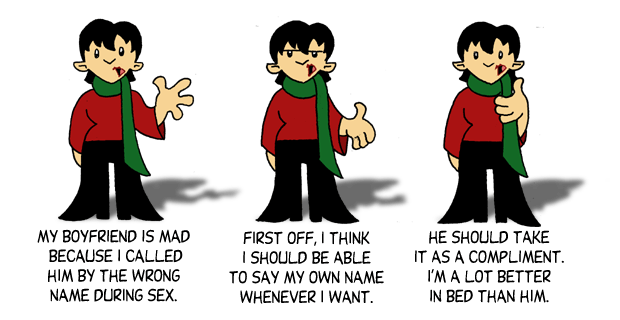 MY BOYFRIEND IS MAD
BECAUSE I CALLED
HIM BY THE WRONG
NAME DURING SEX.
FIRST OFF, I THINK
I SHOULD BE ABLE
TO SAY MY OWN NAME
WHENEVER I WANT.
HE SHOULD TAKE
IT AS A COMPLIMENT.
I'M A LOT BETTER
IN BED THAN HIM.